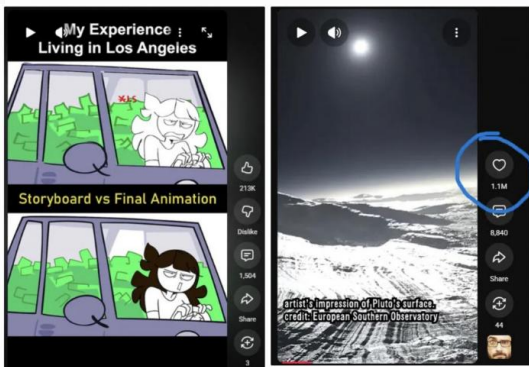 My Experience
Living in Los Angeles
Storyboard vs Final Animation
213K
Dislike
1,504
Share
3
1.1M
8,840
Share
44
artist's impression of Pluto's surface.
credit: European Southern Observatory